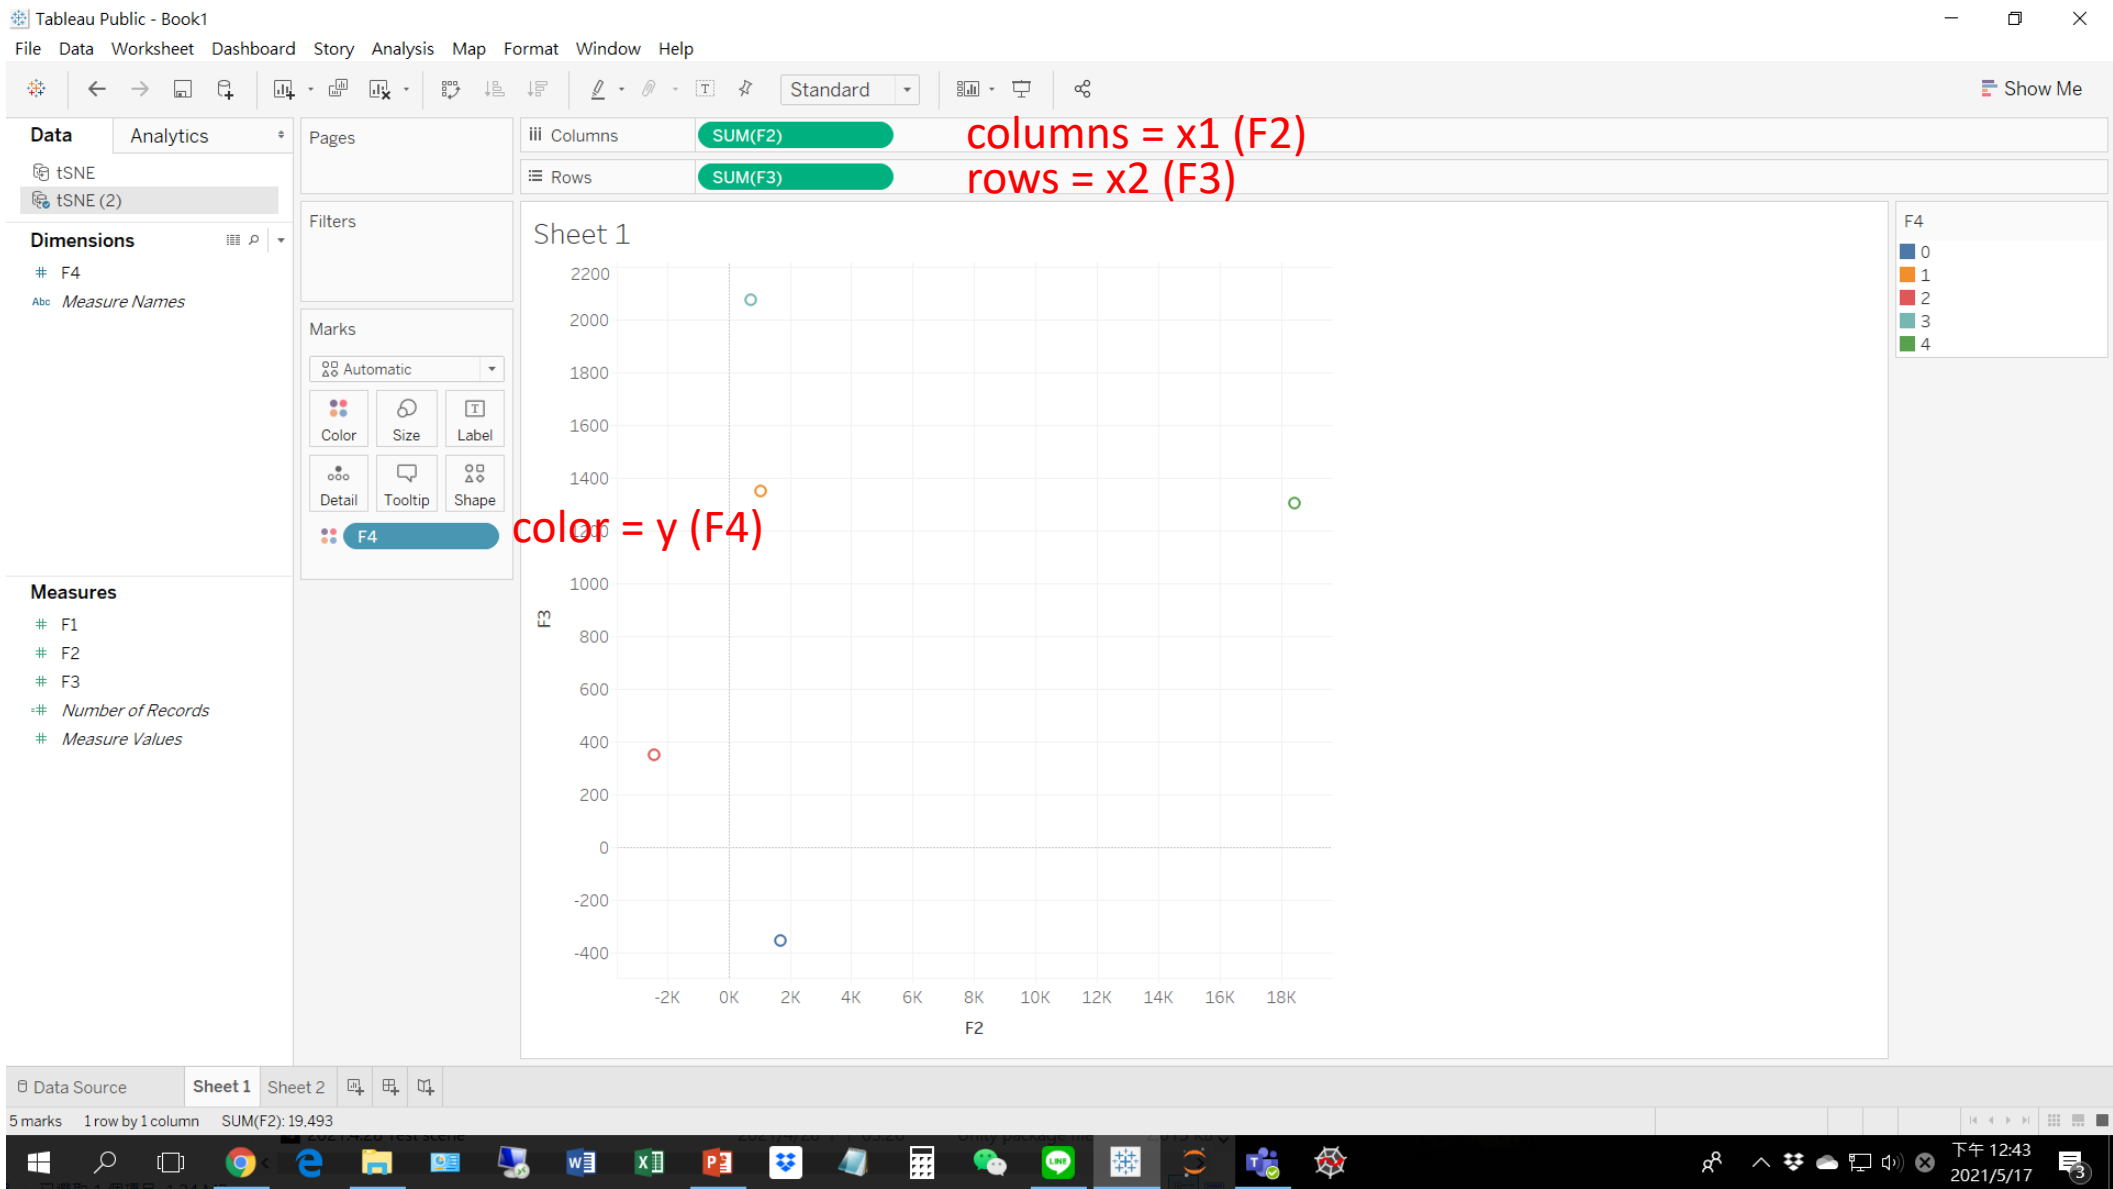 Tableau Public - Book1
File Data Worksheet Dashboard Story Analysis Map Format Window Help
Standard
Show Me
Data Analytics
Pages
Columns SUM(F2) columns = x1 (F2)
tSNE
Rows SUM(F3) rows = x2 (F3)
tSNE (2)
Filters
F4
Dimensions
Sheet 1
0
# F4
1
Abc Measure Names
2
3
4
Marks
Automatic
Color Size Label
Detail Tooltip Shape
F4
color = y (F4)
2200
2000
1800
1600
1400
1200
1000
800
600
400
200
0
-200
-400
F3
-2K 0K 2K 4K 6K 8K 10K 12K 14K 16K 18K
F2
Measures
# F1
# F2
# F3
=# Number of Records
# Measure Values
Data Source Sheet 1 Sheet 2
5 marks 1 row by 1 column SUM(F2): 19,493
下午 12:43
2021/5/17
3